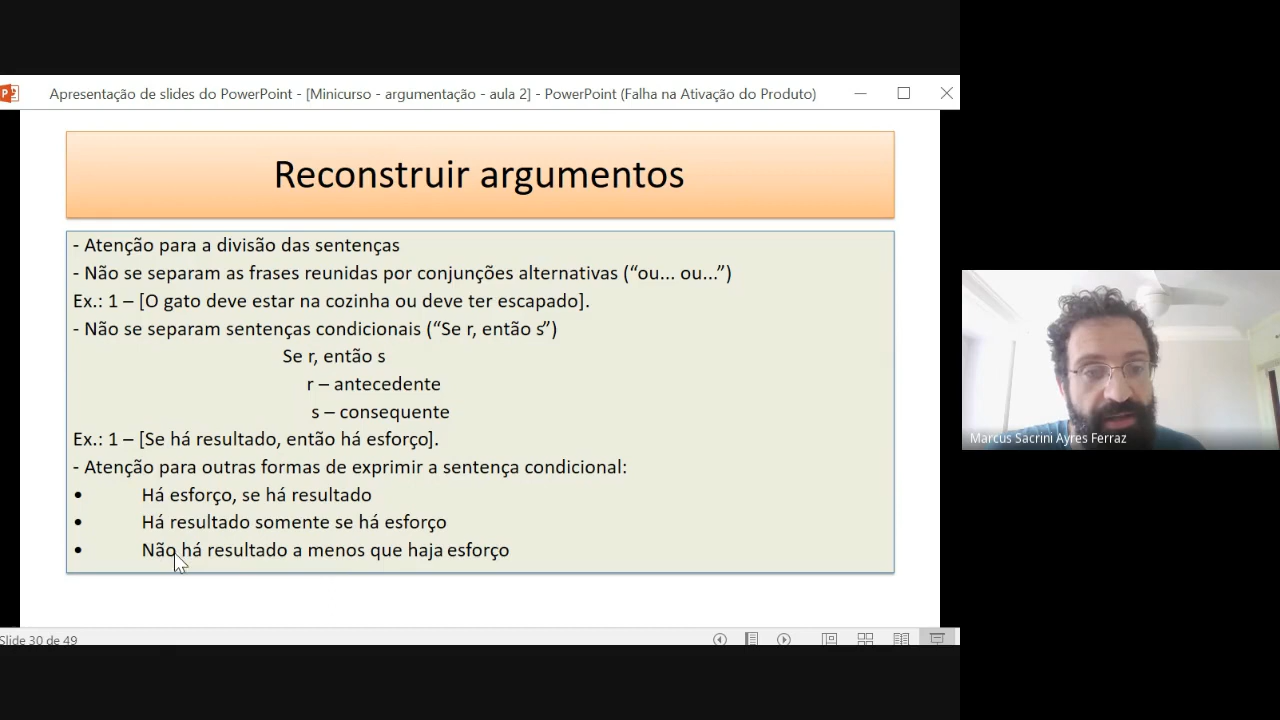 Apresentação de slides do PowerPoint - [Minicurso - argumentação - aula 2] - PowerPoint (Falha na Ativação do Produto)
Reconstruir argumentos
- Atenção para a divisão das sentenças
- Não se separam as frases reunidas por conjunções alternativas (“ou... ou...”)
Ex.: 1 – [O gato deve estar na cozinha ou deve ter escapado].
- Não se separam sentenças condicionais (“Se r, então s”)
Se r, então s
r – antecedente
s – consequente
Ex.: 1 – [Se há resultado, então há esforço].
- Atenção para outras formas de exprimir a sentença condicional:
• Há esforço, se há resultado
• Há resultado somente se há esforço
• Não há resultado a menos que haja esforço
Marcus Sacrini Ayres Ferraz
Slide 30 de 49